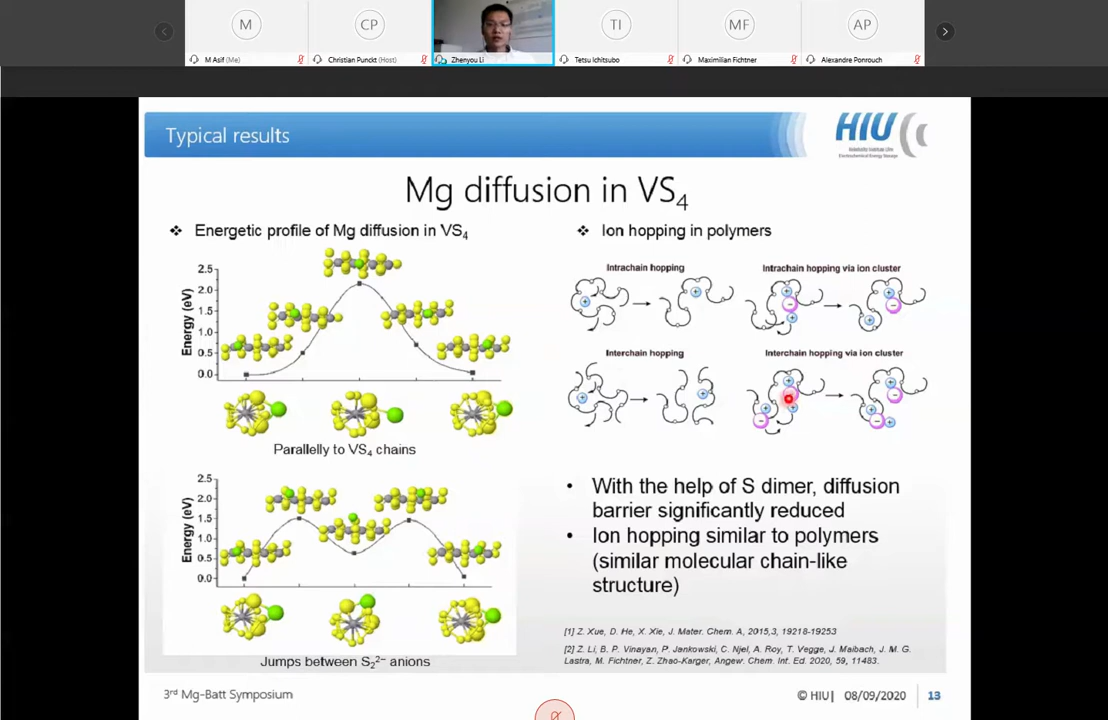 M
CP
TI
MF
AP
M Asif (Me)
Christian Punckt (Host)
Zhenyou Li
Tetsu Ichitsubo
Maximilian Fichtner
Alexandre Ponrouch
Typical results
HIU
Mg diffusion in VS₄
❖ Energetic profile of Mg diffusion in VS₄
Energy (eV)
2.5
2.0
1.5
1.0
0.5
0.0
Parallelly to VS₄ chains
Energy (eV)
2.5
2.0
1.5
1.0
0.5
0.0
Jumps between S₂²⁻ anions
❖ Ion hopping in polymers
Intrachain hopping
Intrachain hopping via ion cluster
Interchain hopping
Interchain hopping via ion cluster
• With the help of S dimer, diffusion
barrier significantly reduced
• Ion hopping similar to polymers
(similar molecular chain-like
structure)
[1] Z. Xue, D. He, X. Xie, J. Mater. Chem. A, 2015,3, 19218-19253
[2] Z. Li, B. P. Vinayan, P. Jankowski, C. Njel, A. Roy, T. Vegge, J. Maibach, J. M. G.
Lastra, M. Fichtner, Z. Zhao-Karger, Angew. Chem. Int. Ed. 2020, 59, 11483.
3rd Mg-Batt Symposium
© HIU| 08/09/2020 13